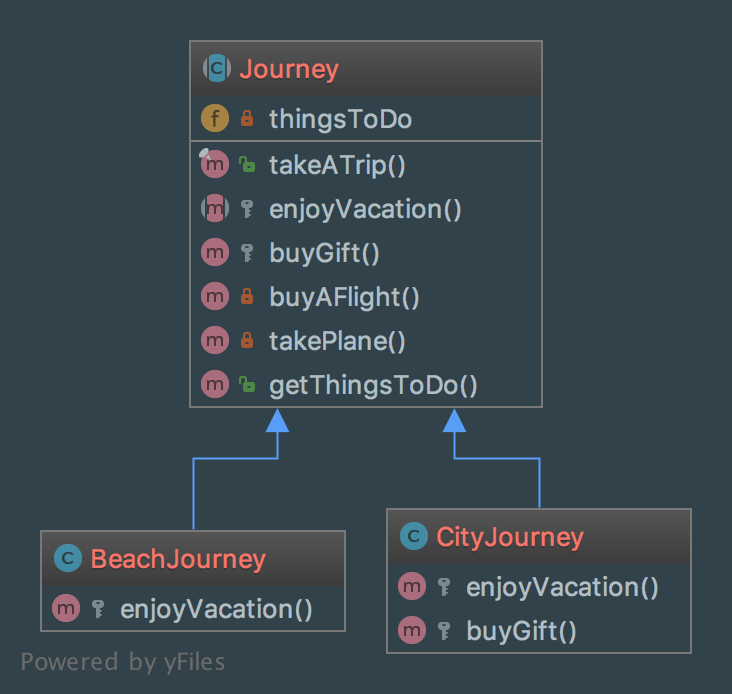 Journey
thingsToDo
takeATrip()
enjoyVacation()
buyGift()
buyAFlight()
takePlane()
getThingsToDo()
BeachJourney
enjoyVacation()
CityJourney
enjoyVacation()
buyGift()
Powered by yFiles